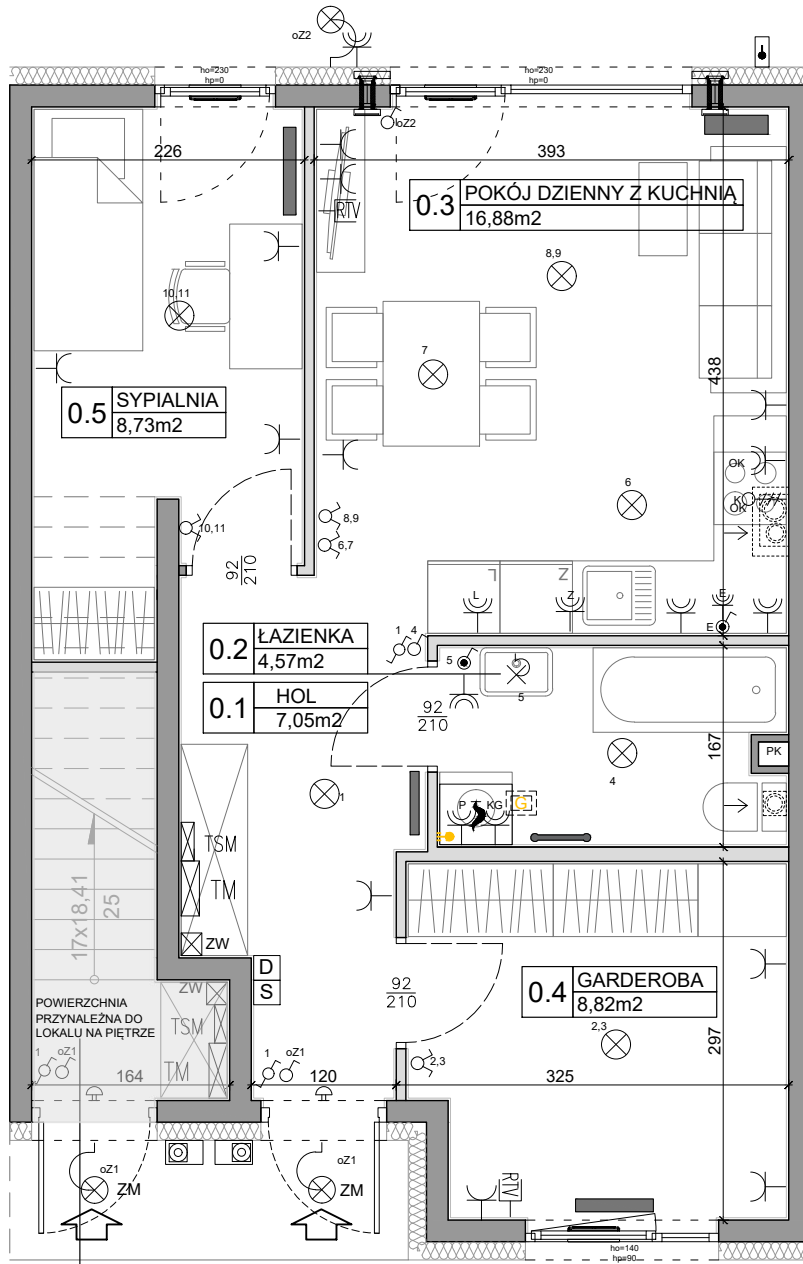 oZ2
ho=230
hp=0
ho=230
hp=0
oZ2
226
393
RTV
0.3
POKÓJ DZIENNY Z KUCHNIĄ
16,88m2
8,9
10,11
7
438
0.5
SYPIALNIA
8,73m2
OK
KG
OK
6
10,11
8,9
6,7
92
210
L
Z
L
Z
E
E
0.2
ŁAZIENKA
4,57m2
1
4
5
5
0.1
HOL
7,05m2
92
210
167
PK
4
1
P
KG
G
TSM
TM
ZW
17x18,41
25
D
S
92
210
0.4
GARDEROBA
8,82m2
2,3
297
ZW
TSM
TM
POWIERZCHNIA
PRZYNALEŻNA DO
LOKALU NA PIĘTRZE
1
oZ1
164
1
oZ1
120
2,3
325
oZ1
ZM
oZ1
ZM
RTV
ho=140
hp=90